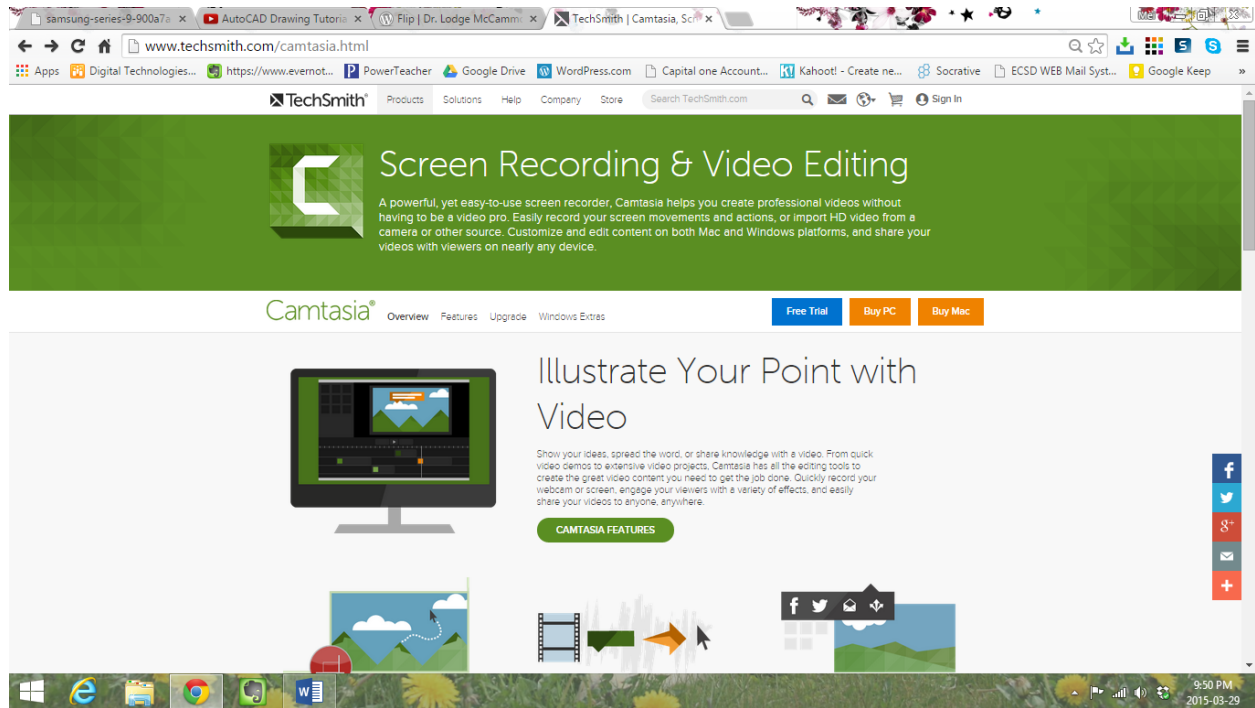 samsung-series-9-900a7a
AutoCAD Drawing Tutoria
Flip | Dr. Lodge McCammo
TechSmith | Camtasia, Scr
www.techsmith.com/camtasia.html
Apps Digital Technologies... https://www.evernot... PowerTeacher Google Drive WordPress.com Capital one Account... Kahoot! - Create ne... Socrative ECSD WEB Mail Syst... Google Keep »
TechSmith® Products Solutions Help Company Store Search TechSmith.com Sign In
Screen Recording & Video Editing
A powerful, yet easy-to-use screen recorder, Camtasia helps you create professional videos without
having to be a video pro. Easily record your screen movements and actions, or import HD video from a
camera or other source. Customize and edit content on both Mac and Windows platforms, and share your
videos with viewers on nearly any device.
Camtasia® Overview Features Upgrade Windows Extras Free Trial Buy PC Buy Mac
Illustrate Your Point with
Video
Show your ideas, spread the word, or share knowledge with a video. From quick
video demos to extensive video projects, Camtasia has all the editing tools to
create the great video content you need to get the job done. Quickly record your
webcam or screen, engage your viewers with a variety of effects, and easily
share your videos to anyone, anywhere.
CAMTASIA FEATURES
9:50 PM
2015-03-29